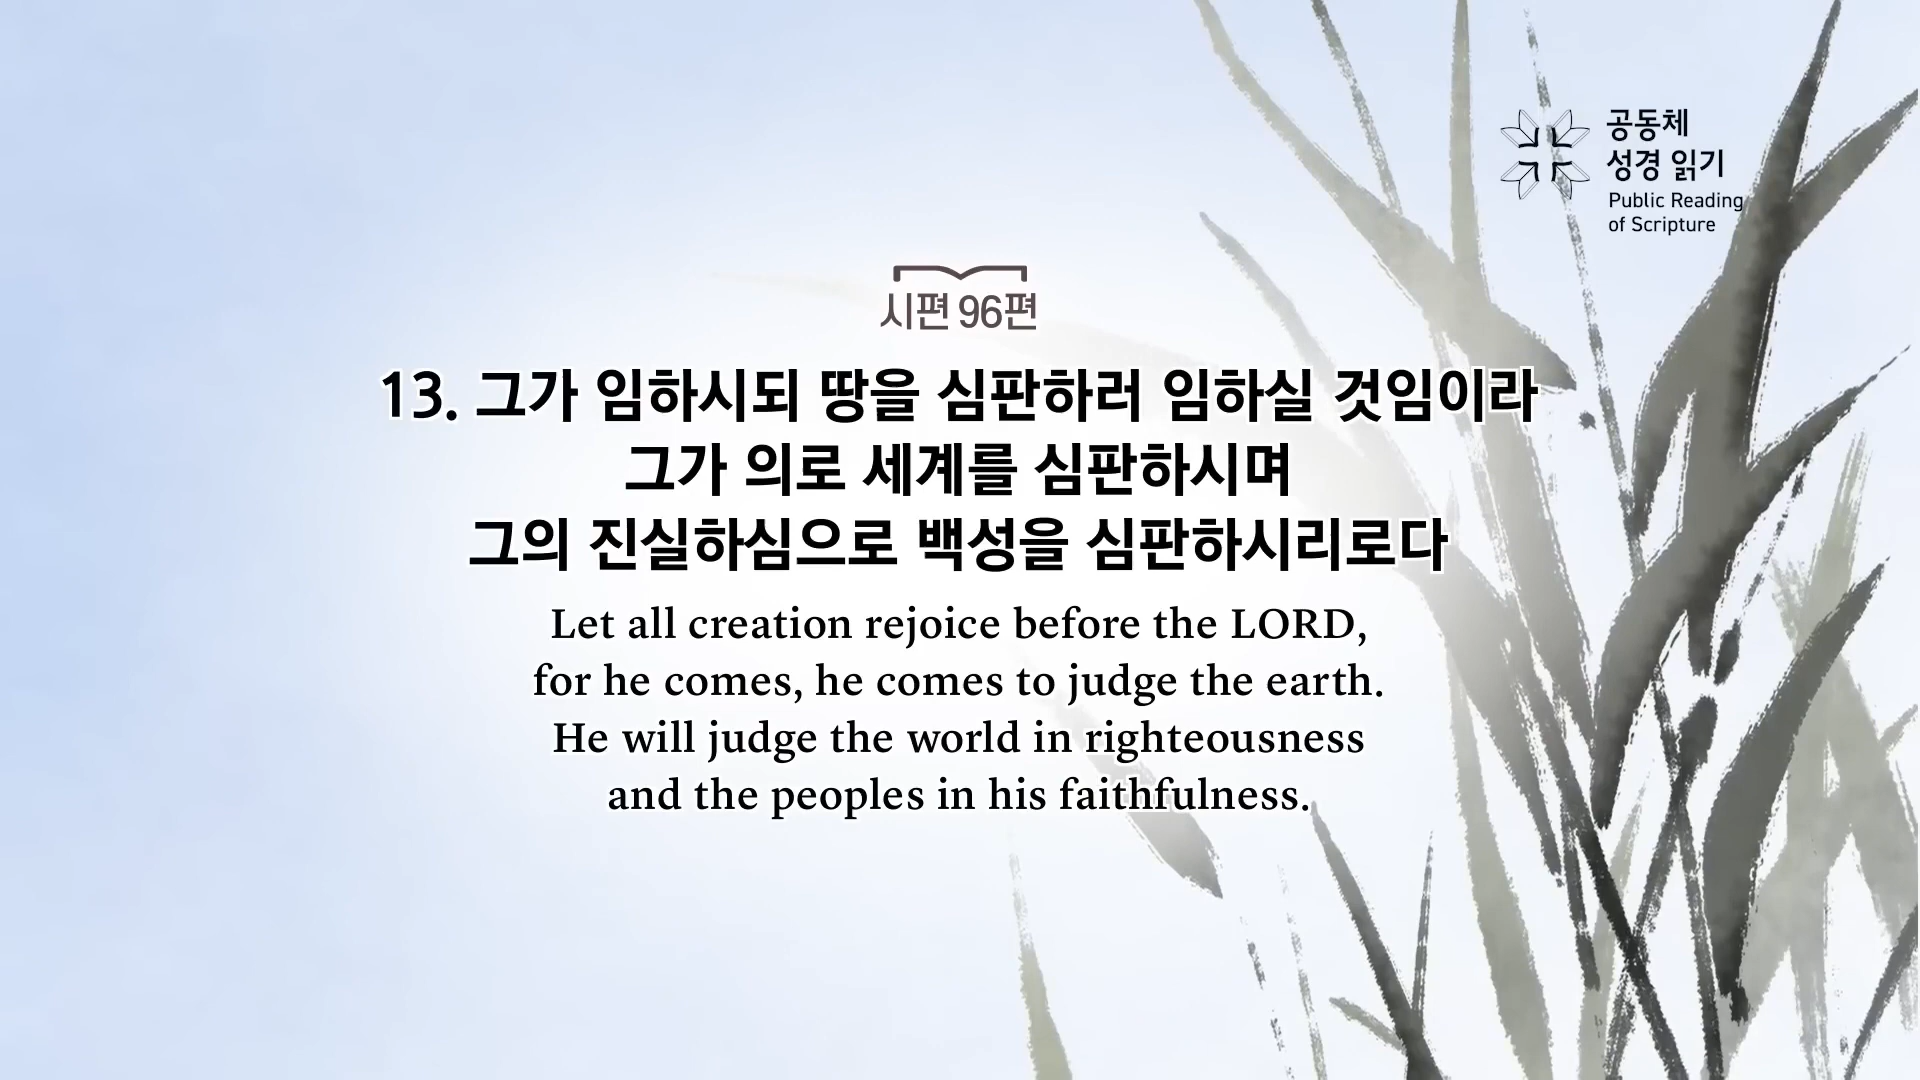 공동체
성경 읽기
Public Reading
of Scripture
시편 96편
13. 그가 임하시되 땅을 심판하러 임하실 것임이라
그가 의로 세계를 심판하시며
그의 진실하심으로 백성을 심판하시리로다
Let all creation rejoice before the LORD,
for he comes, he comes to judge the earth.
He will judge the world in righteousness
and the peoples in his faithfulness.